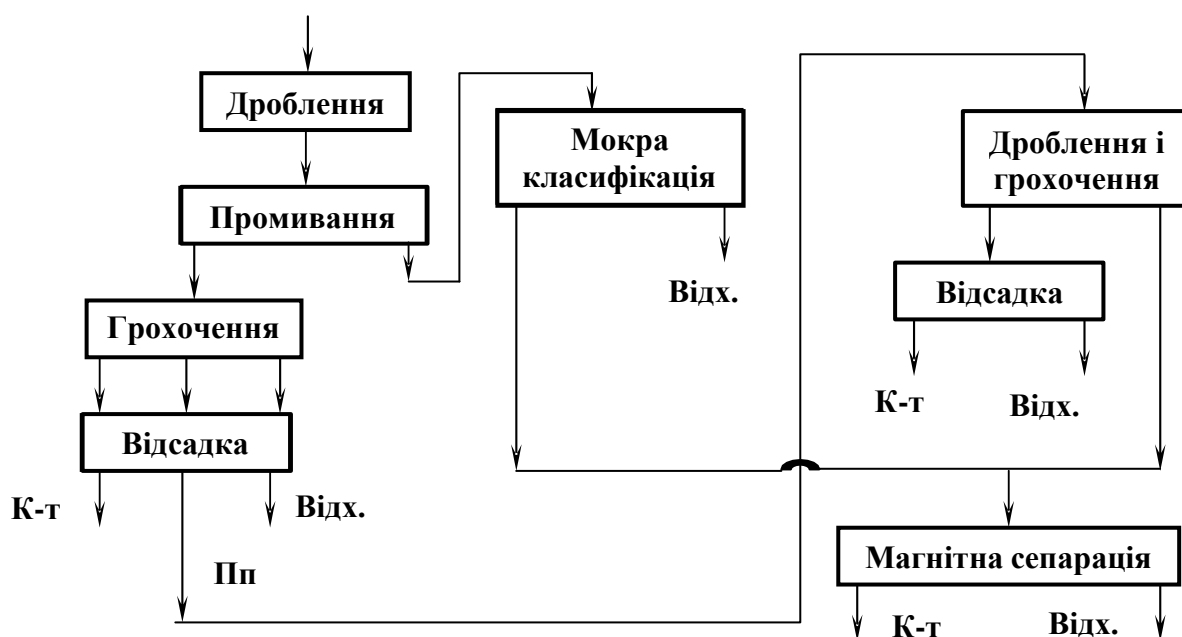 Дроблення
Промивання
Грохочення
Відсадка
К-т
Відх.
Пп
Мокра
класифікація
Відх.
Дроблення і
грохочення
Відсадка
К-т
Відх.
Магнітна сепарація
К-т
Відх.